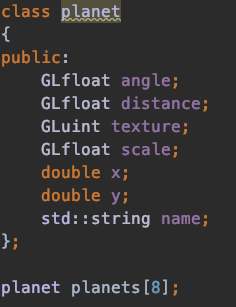 class planet
{
public:
    GLfloat angle;
    GLfloat distance;
    GLuint texture;
    GLfloat scale;
    double x;
    double y;
    std::string name;
};

planet planets[8];